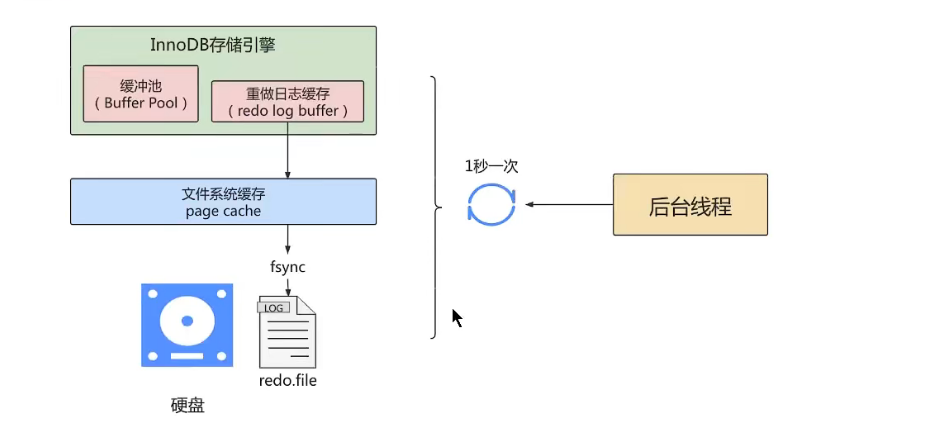 InnoDB存储引擎
缓冲池
（Buffer Pool）
重做日志缓存
（redo log buffer）
1秒一次
文件系统缓存
page cache
后台线程
fsync
LOG
redo.file
硬盘